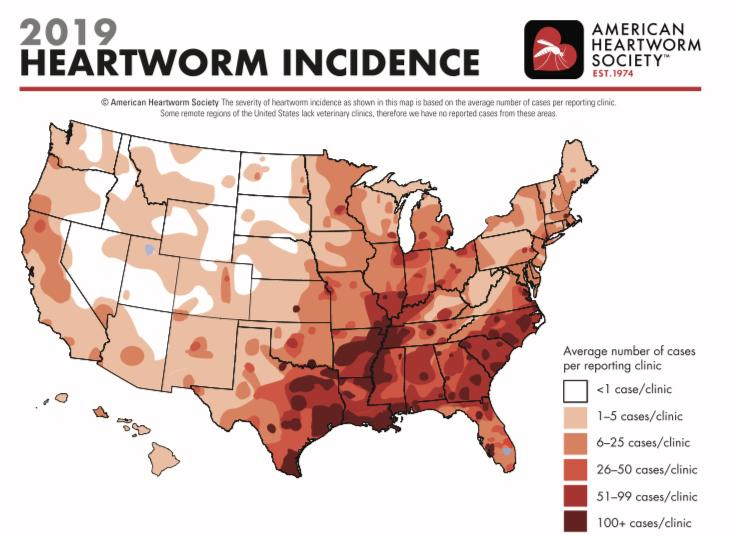 2019
HEARTWORM INCIDENCE
AMERICAN
HEARTWORM
SOCIETY™
EST.1974
© American Heartworm Society The severity of heartworm incidence as shown in this map is based on the average number of cases per reporting clinic.
Some remote regions of the United States lack veterinary clinics, therefore we have no reported cases from these areas.
Average number of cases
per reporting clinic
<1 case/clinic
1–5 cases/clinic
6–25 cases/clinic
26–50 cases/clinic
51–99 cases/clinic
100+ cases/clinic